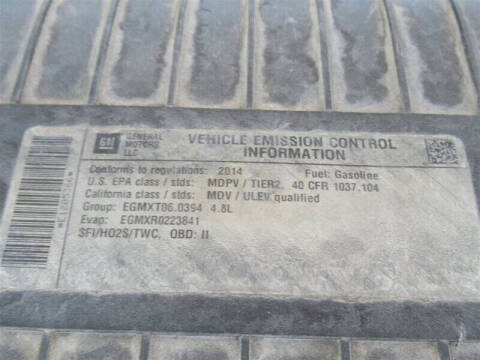 GM
GENERAL
MOTORS
LLC
VEHICLE EMISSION CONTROL
INFORMATION
Conforms to regulations: 2014 Fuel: Gasoline
U.S. EPA class / stds: MDPV / TIER2, 40 CFR 1037.104
California class / stds: MDV / ULEV qualified
Group: EGMXT06.0394 4.8L
Evap: EGMXR0223841
SFI/HO2S/TWC, OBD: II